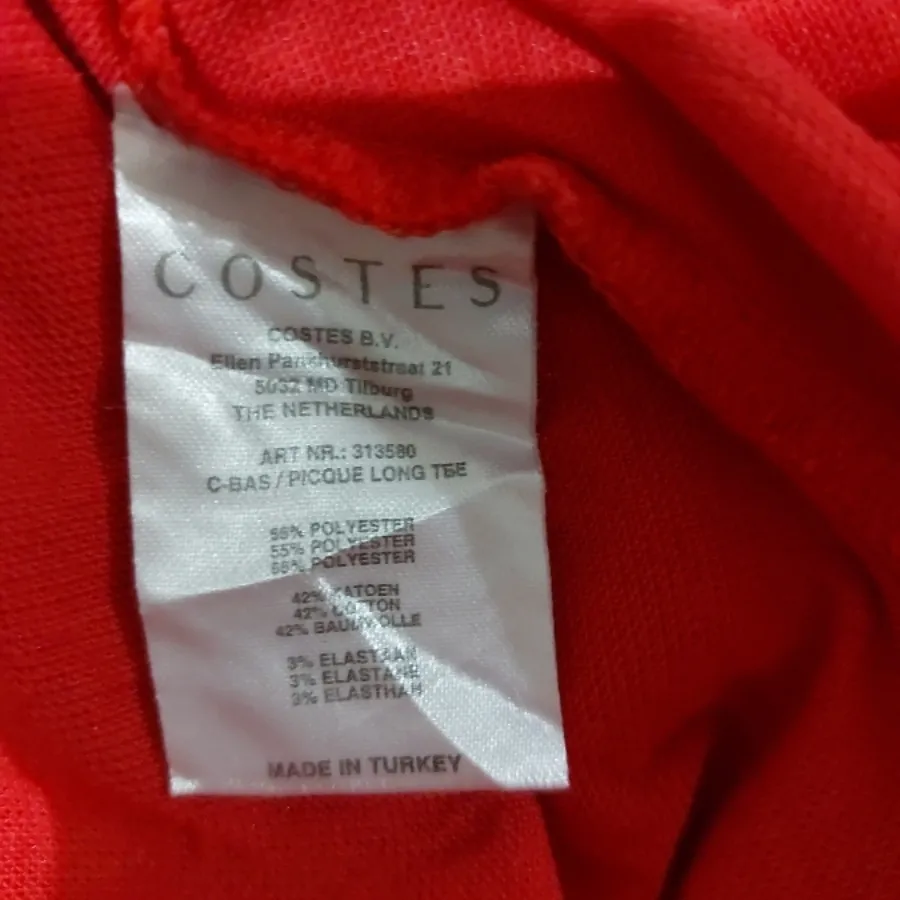 COSTES
COSTES B.V.
Ellen Pankhurststraat 21
5032 MD Tilburg
THE NETHERLANDS
ART NR.: 313580
C-BAS / PICQUE LONG TEE
55% POLYESTER
55% POLYESTER
55% POLYESTER
42% KATOEN
42% COTTON
42% BAUMWOLLE
3% ELASTAAN
3% ELASTANE
3% ELASTHAN
MADE IN TURKEY